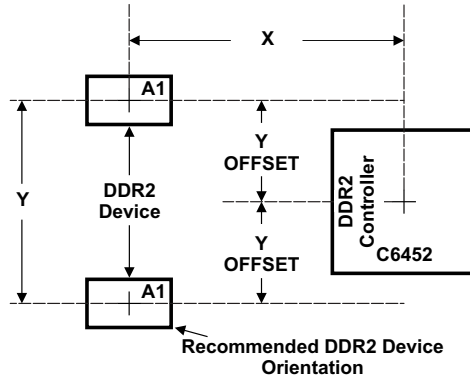 X
A1
Y
OFFSET
DDR2
Device
Y
DDR2
Controller
C6452
Y
OFFSET
A1
Recommended DDR2 Device
Orientation